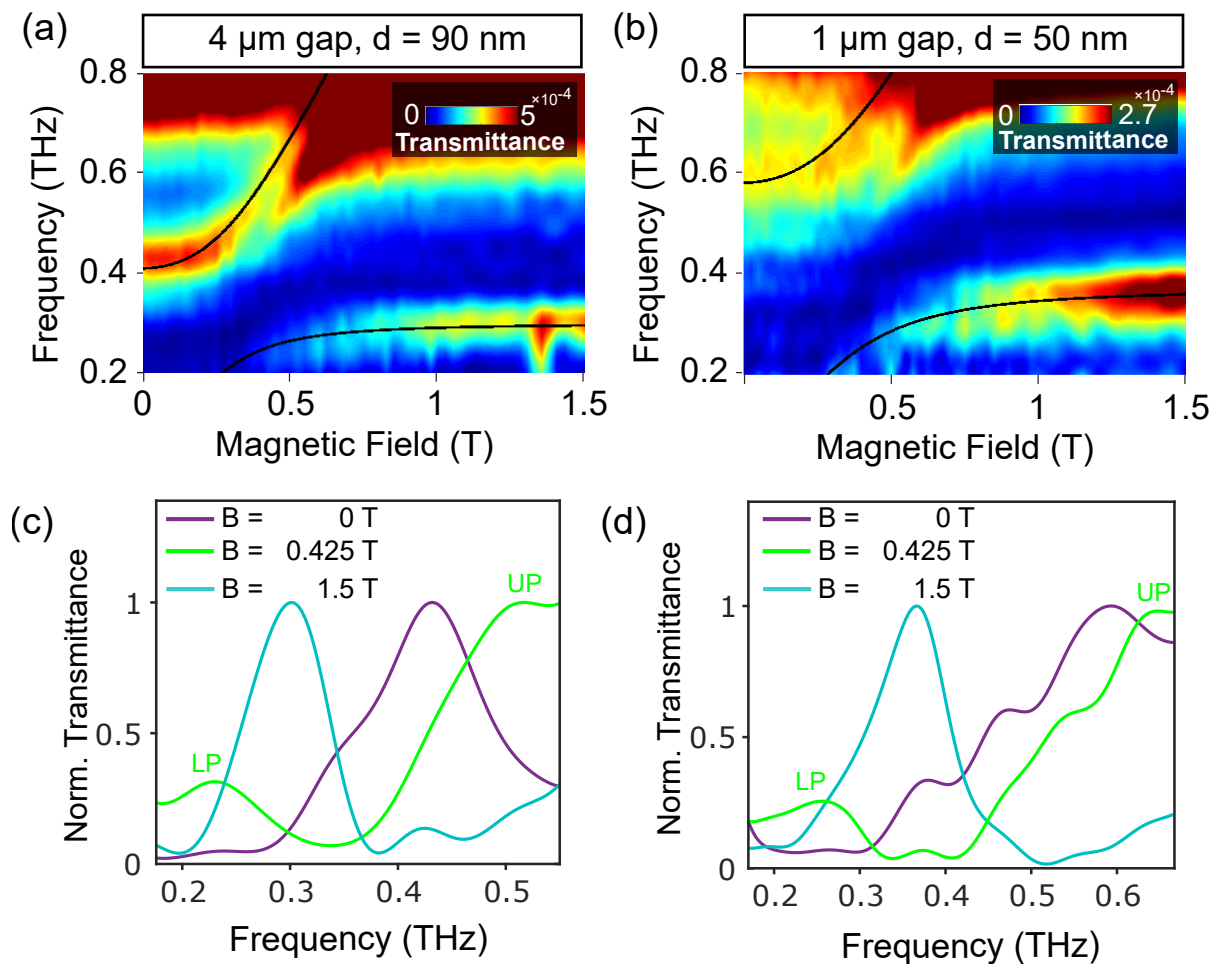 (a)
4 μm gap, d = 90 nm
0.8
0.6
0.4
0.2
Frequency (THz)
0
5
×10⁻⁴
Transmittance
0
0.5
1
1.5
Magnetic Field (T)
(b)
1 μm gap, d = 50 nm
0.8
0.6
0.4
0.2
Frequency (THz)
0
2.7
×10⁻⁴
Transmittance
0.5
1
1.5
Magnetic Field (T)
(c)
B = 0 T
B = 0.425 T
B = 1.5 T
UP
LP
1
0.5
0
Norm. Transmittance
0.2
0.3
0.4
0.5
Frequency (THz)
(d)
B = 0 T
B = 0.425 T
B = 1.5 T
UP
LP
1
0.5
0
Norm. Transmittance
0.2
0.3
0.4
0.5
0.6
Frequency (THz)